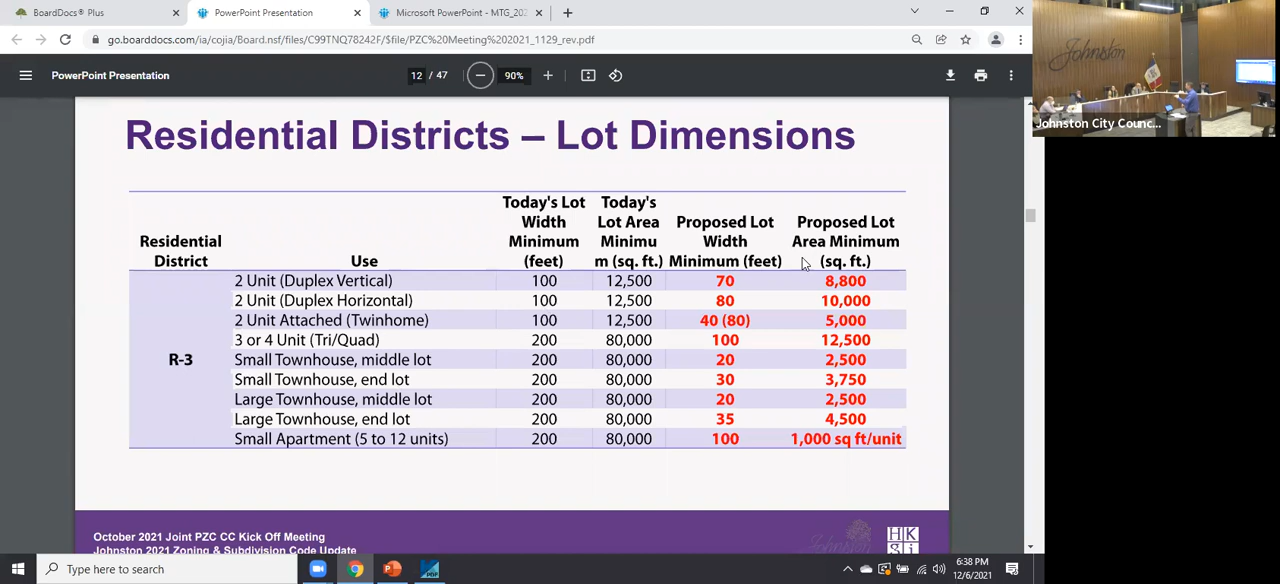 BoardDocs® Plus
PowerPoint Presentation
Microsoft PowerPoint - MTG_202
go.boarddocs.com/ia/cojia/Board.nsf/files/C99TNQ78242F/$file/PZC%20Meeting%202021_1129_rev.pdf
PowerPoint Presentation
12 / 47
90%
Johnston
Johnston City Counc...
Residential Districts – Lot Dimensions
Residential District Use Today's Lot Width Minimum (feet) Today's Lot Area Minimu m (sq. ft.) Proposed Lot Width Minimum (feet) Proposed Lot Area Minimum (sq. ft.)
2 Unit (Duplex Vertical) 100 12,500 70 8,800
2 Unit (Duplex Horizontal) 100 12,500 80 10,000
2 Unit Attached (Twinhome) 100 12,500 40 (80) 5,000
3 or 4 Unit (Tri/Quad) 200 80,000 100 12,500
R-3 Small Townhouse, middle lot 200 80,000 20 2,500
Small Townhouse, end lot 200 80,000 30 3,750
Large Townhouse, middle lot 200 80,000 20 2,500
Large Townhouse, end lot 200 80,000 35 4,500
Small Apartment (5 to 12 units) 200 80,000 100 1,000 sq ft/unit
October 2021 Joint PZC CC Kick Off Meeting
Johnston 2021 Zoning & Subdivision Code Update
Johnston
Type here to search
6:38 PM
12/6/2021